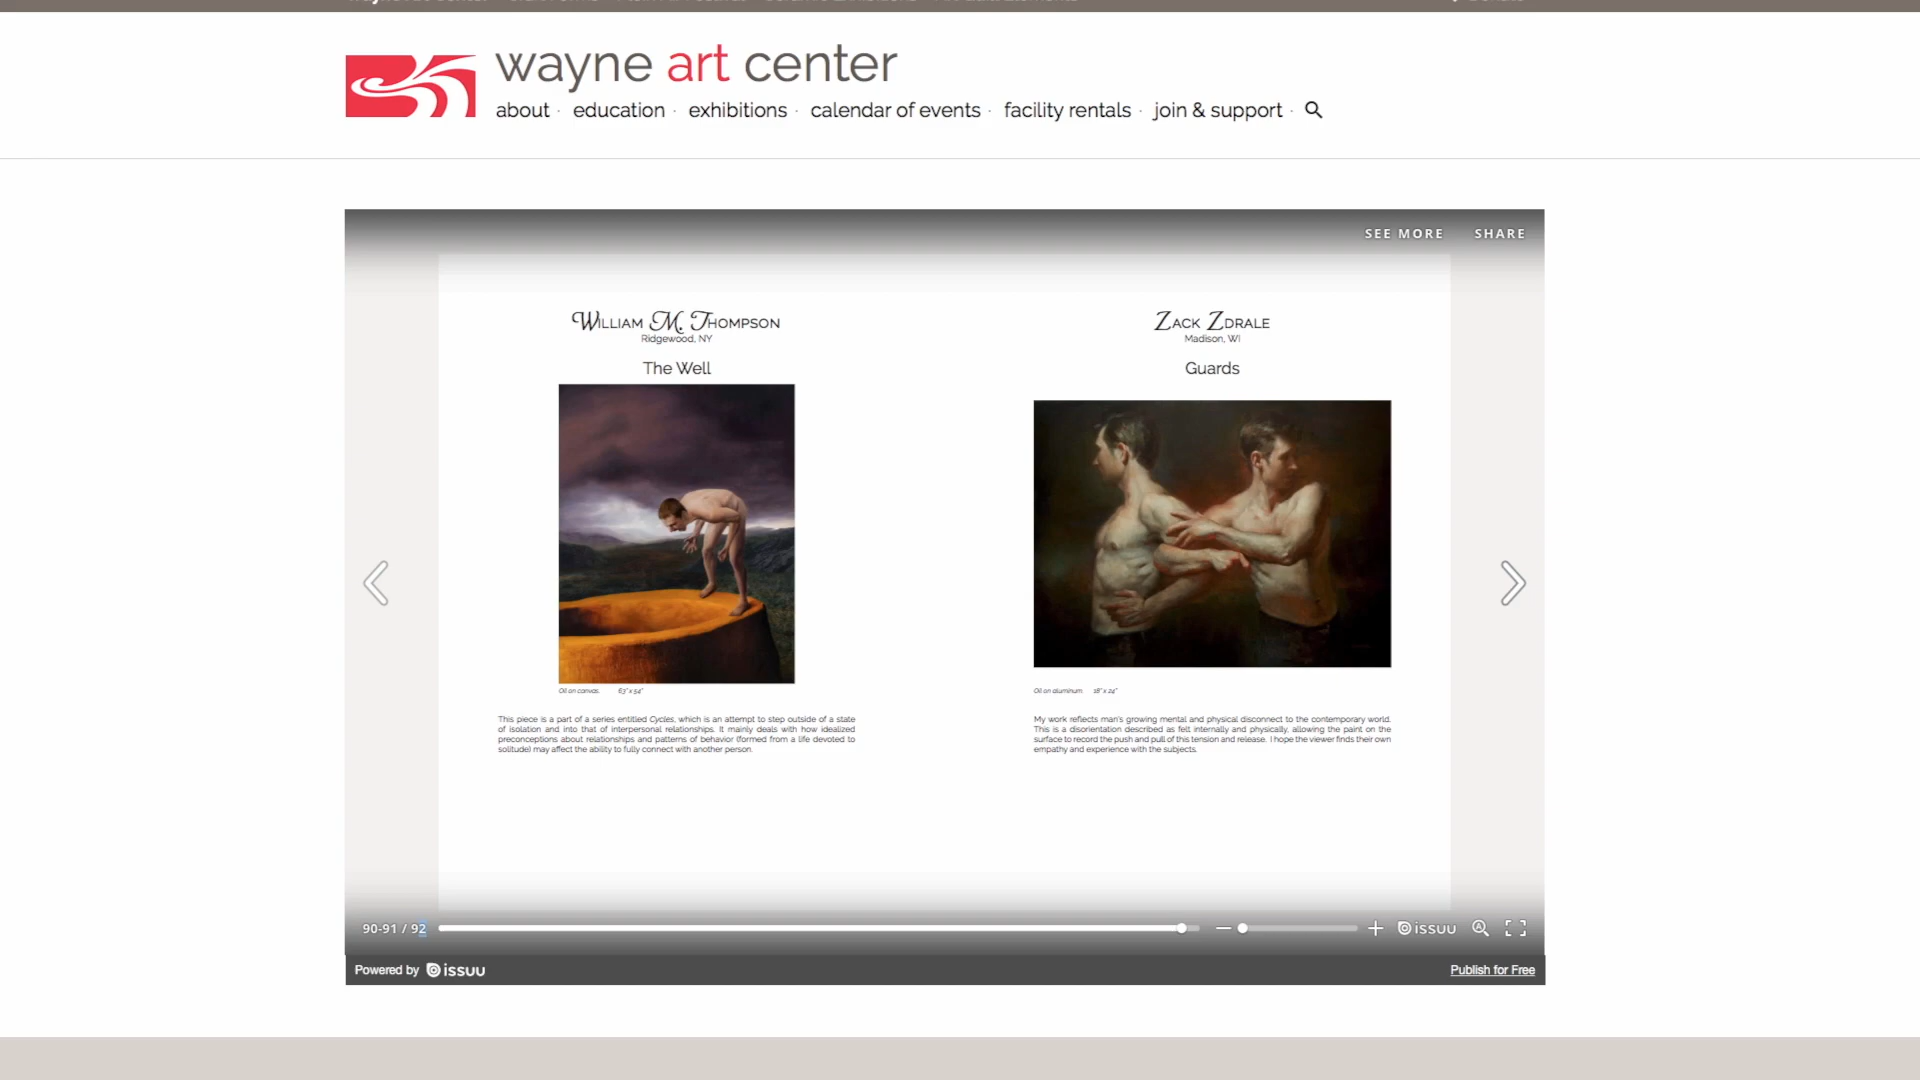 wayne art center
about · education · exhibitions · calendar of events · facility rentals · join & support ·
SEE MORE SHARE
WILLIAM M. THOMPSON
Ridgewood, NY
The Well
Oil on canvas. 63" x 54"
This piece is a part of a series entitled Cycles, which is an attempt to step outside of a state
of isolation and into that of interpersonal relationships. It mainly deals with how idealized
preconceptions about relationships and patterns of behavior (formed from a life devoted to
solitude) may affect the ability to fully connect with another person.
ZACK ZDRALE
Madison, WI
Guards
Oil on aluminum 18" x 24"
My work reflects man's growing mental and physical disconnect to the contemporary world.
This is a disorientation described as felt internally and physically, allowing the paint on the
surface to record the push and pull of this tension and release. I hope the viewer finds their own
empathy and experience with the subjects.
90-91 / 92
issuu
Powered by issuu
Publish for Free